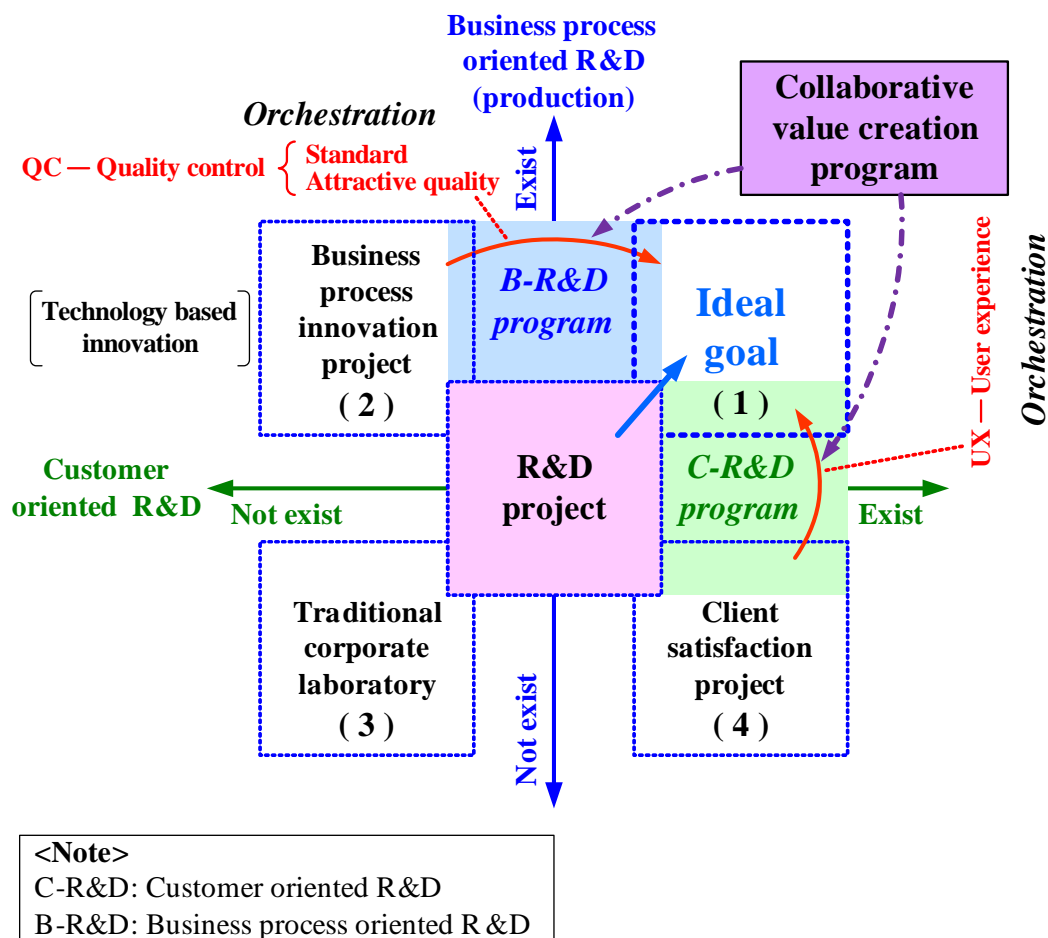 Business process
oriented R&D
(production)
Orchestration
QC — Quality control { Standard
Attractive quality
Exist
Collaborative
value creation
program
Business
process
innovation
project
( 2 )
B-R&D
program
Ideal
goal
( 1 )
[Technology based
innovation]
UX — User experience
Orchestration
Customer
oriented R&D
Not exist
R&D
project
C-R&D
program
Exist
Traditional
corporate
laboratory
( 3 )
Not exist
Client
satisfaction
project
( 4 )
<Note>
C-R&D: Customer oriented R&D
B-R&D: Business process oriented R&D